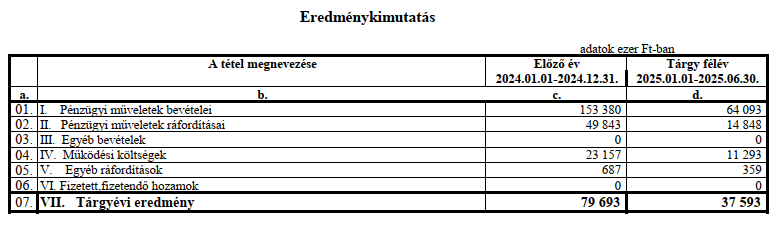 Eredménykimutatás
adatok ezer Ft-ban
A tétel megnevezése Előző év Tárgy félév
2024.01.01-2024.12.31. 2025.01.01-2025.06.30.
a. b. c. d.
01. I. Pénzügyi műveletek bevételei 153 380 64 093
02. II. Pénzügyi műveletek ráfordításai 49 843 14 848
03. III. Egyéb bevételek 0 0
04. IV. Működési költségek 23 157 11 293
05. V. Egyéb ráfordítások 687 359
06. VI. Fizetett,fizetendő hozamok 0 0
07. VII. Tárgyévi eredmény 79 693 37 593